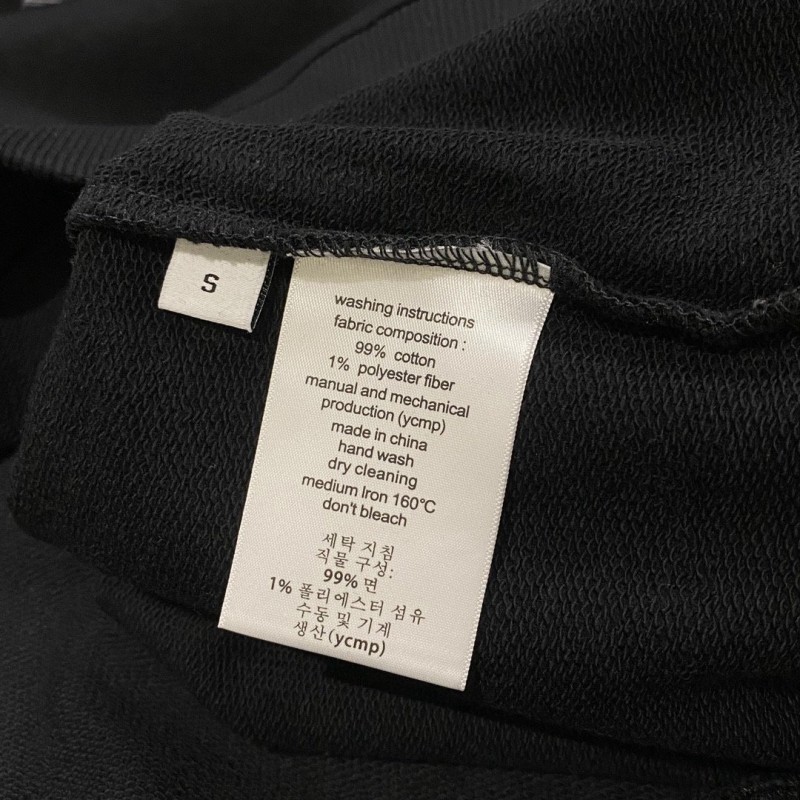 S
washing instructions
fabric composition :
99% cotton
1% polyester fiber
manual and mechanical
production (ycmp)
made in china
hand wash
dry cleaning
medium Iron 160℃
don't bleach
세탁 지침
직물 구성:
99% 면
1% 폴리에스터 섬유
수동 및 기계
생산(ycmp)